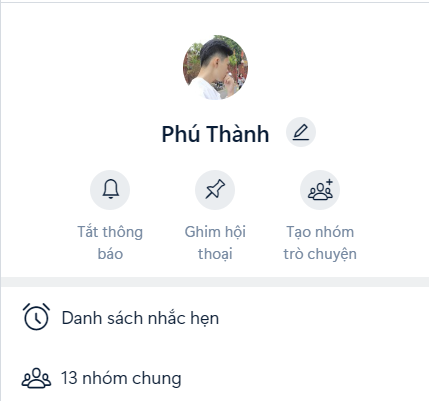 Phú Thành
Tắt thông
báo
Ghim hội
thoại
Tạo nhóm
trò chuyện
Danh sách nhắc hẹn
13 nhóm chung